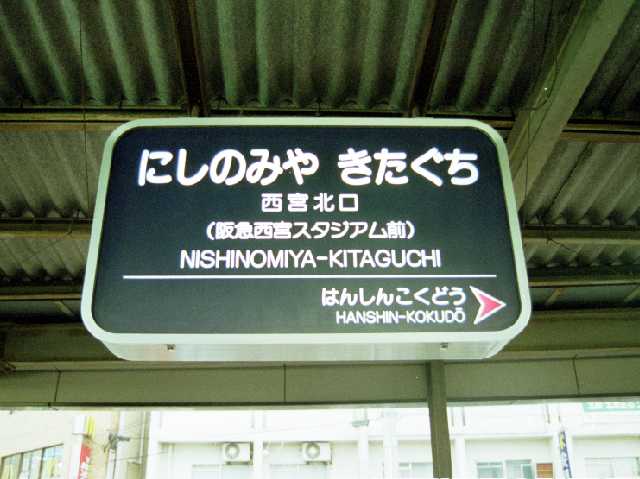 にしのみや きたぐち
西宮北口
(阪急西宮スタジアム前)
NISHINOMIYA-KITAGUCHI
はんしんこくどう
HANSHIN-KOKUDŌ